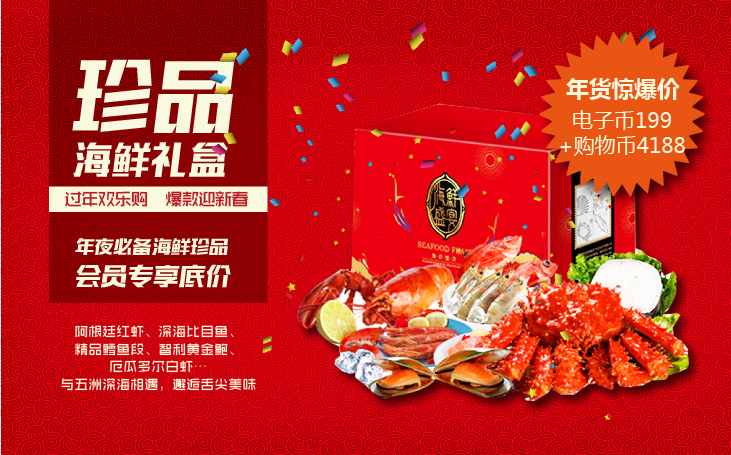 珍品
海鲜礼盒
过年欢乐购 爆款迎新春
年夜必备海鲜珍品
会员专享底价
阿根廷红虾、深海比目鱼、
精品鳕鱼段、智利黄金鲍、
厄瓜多尔白虾…
与五洲深海相遇，邂逅舌尖美味
年货惊爆价
电子币199
+购物币4188
海鲜
盛宴
SEAFOOD